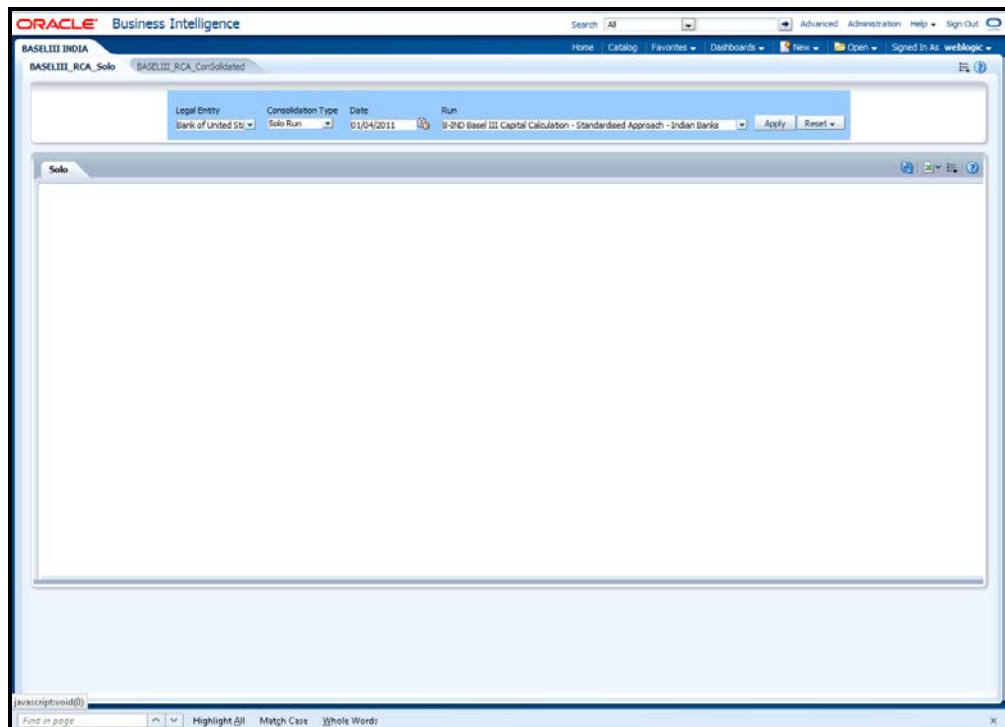 ORACLE Business Intelligence Search All Advanced Administration Help Sign Out
BASELIII INDIA Home Catalog Favorites Dashboards New Open Signed In As weblogic
BASELIII_RCA_Solo BASELIII_RCA_ConSolidated
Legal Entity Consolidation Type Date Run
Bank of United Sta Solo Run 01/04/2011 B-IND Basel III Capital Calculation - Standardised Approach - Indian Banks Apply Reset
Solo
javascript:void(0)
Find in page Highlight All Match Case Whole Words